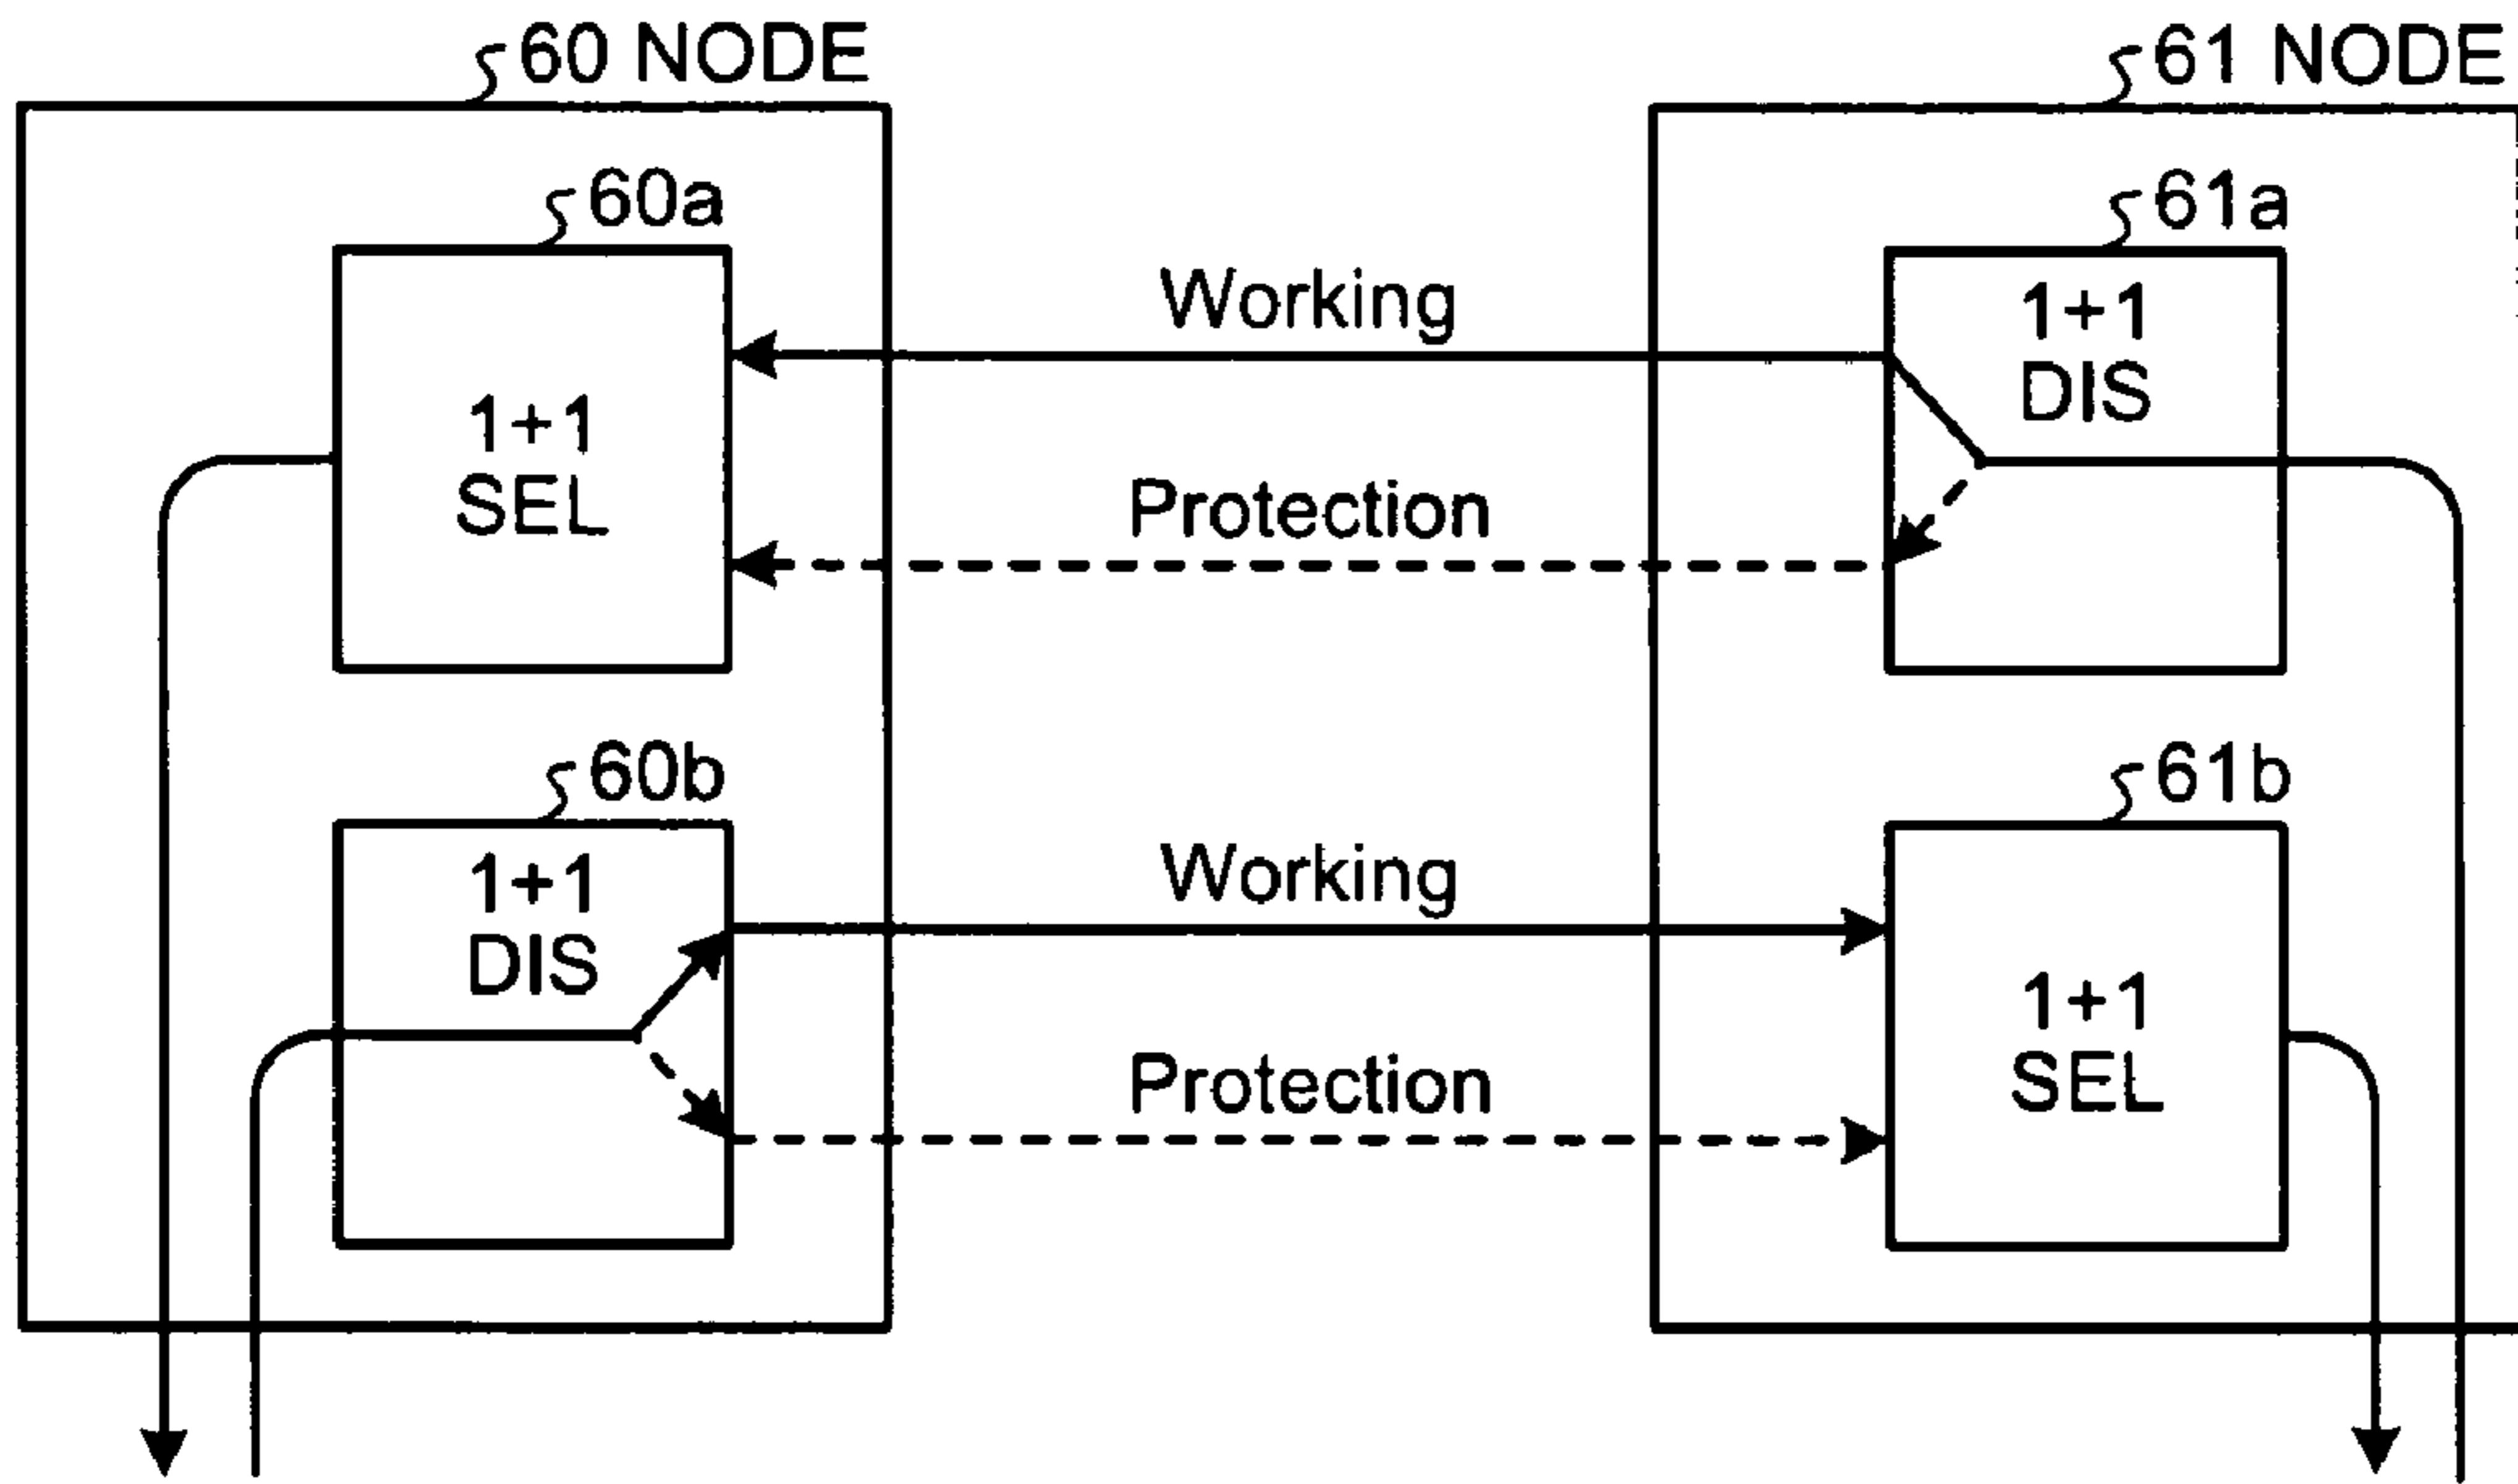 60 NODE
61 NODE
60a
61a
Working
1+1
DIS
1+1
SEL
Protection
60b
61b
Working
1+1
DIS
1+1
SEL
Protection